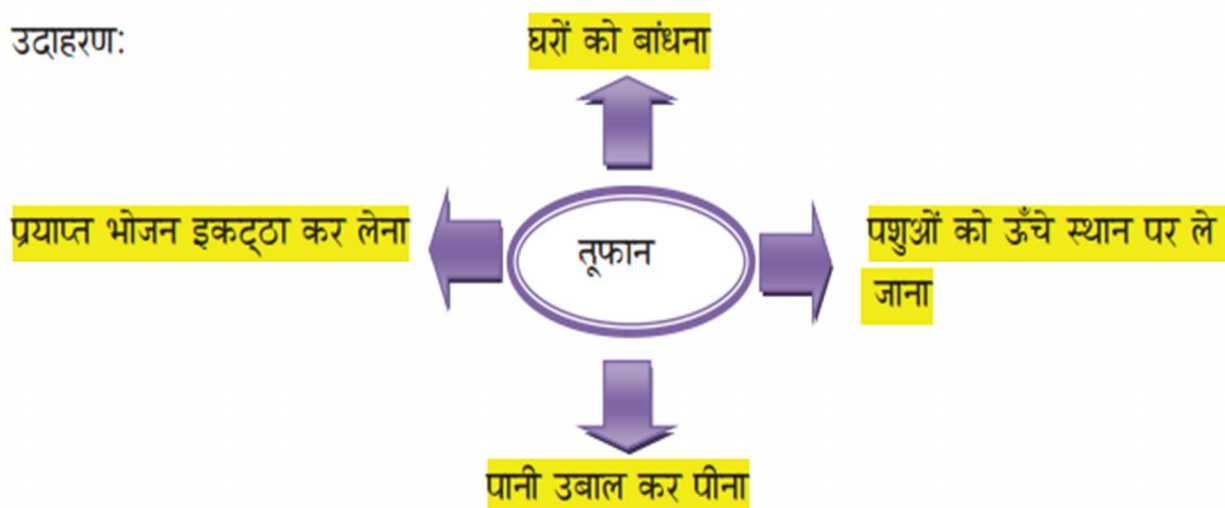 उदाहरण:
घरों को बांधना
प्रयाप्त भोजन इकट्ठा कर लेना
तूफान
पशुओं को ऊँचे स्थान पर ले
जाना
पानी उबाल कर पीना